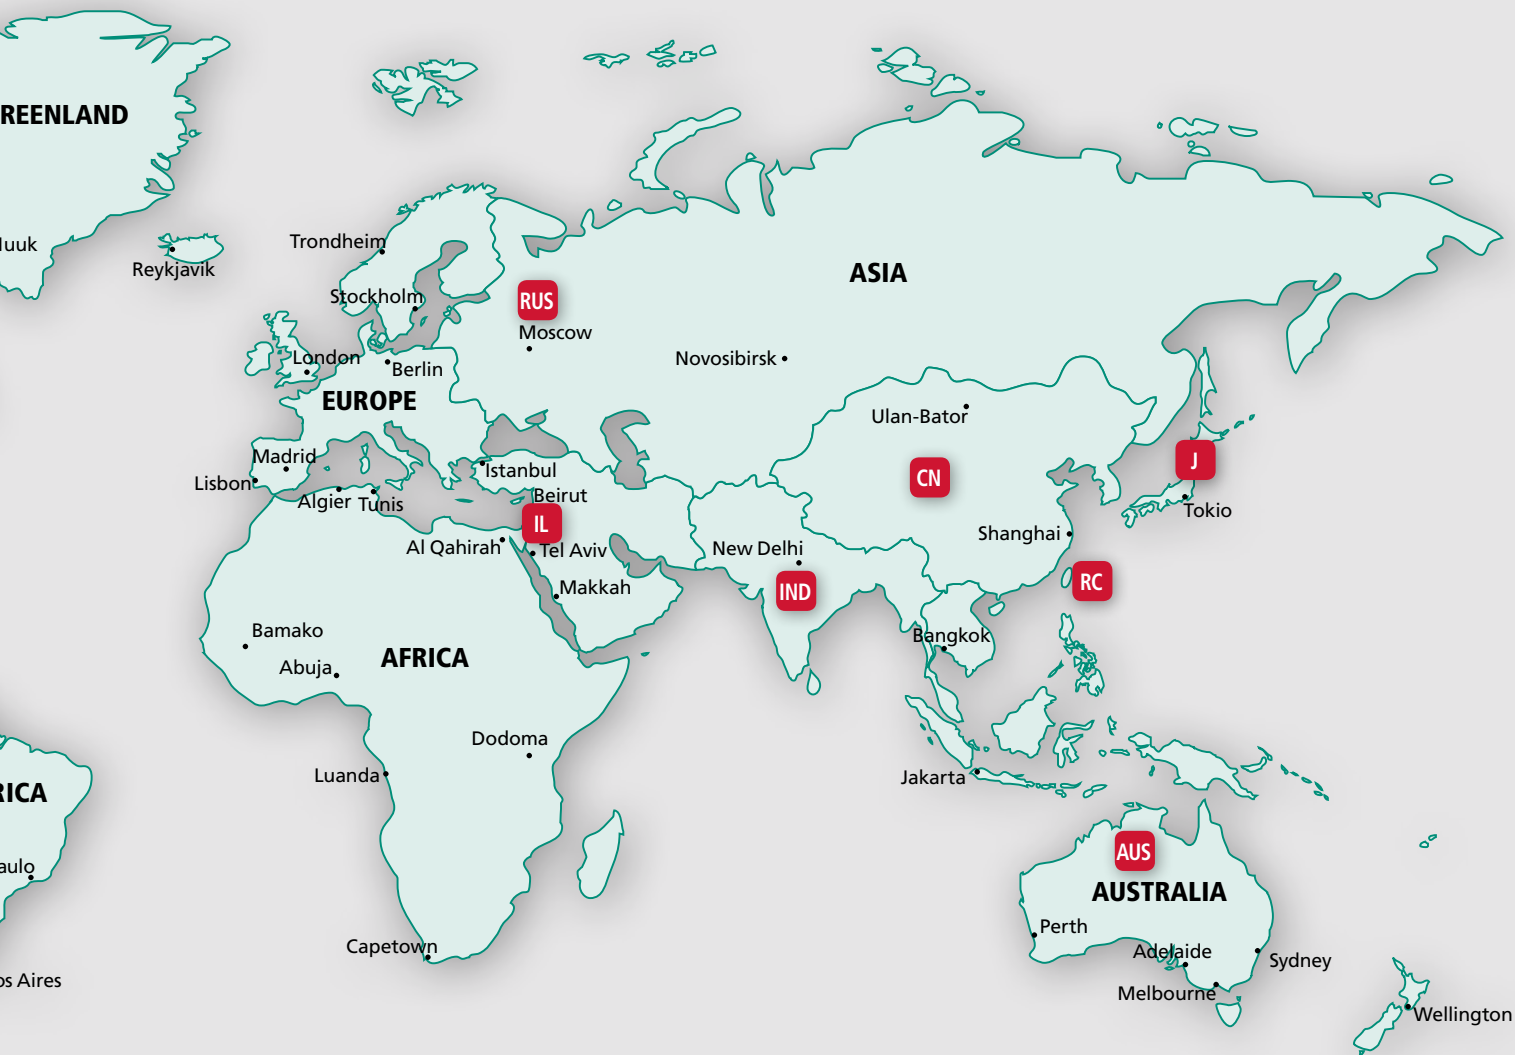 REENLAND
uuk
Reykjavik
Trondheim
Stockholm
RUS
Moscow
ASIA
Novosibirsk
London
Berlin
EUROPE
Ulan-Bator
Madrid
Lisbon
Algier
Tunis
Istanbul
Beirut
CN
J
Tokio
IL
Al Qahirah
Tel Aviv
Shanghai
New Delhi
IND
RC
Makkah
Bamako
Abuja
AFRICA
Bangkok
Dodoma
Luanda
Jakarta
RICA
aulo
AUS
AUSTRALIA
Perth
Capetown
Adelaide
Sydney
Melbourne
os Aires
Wellington